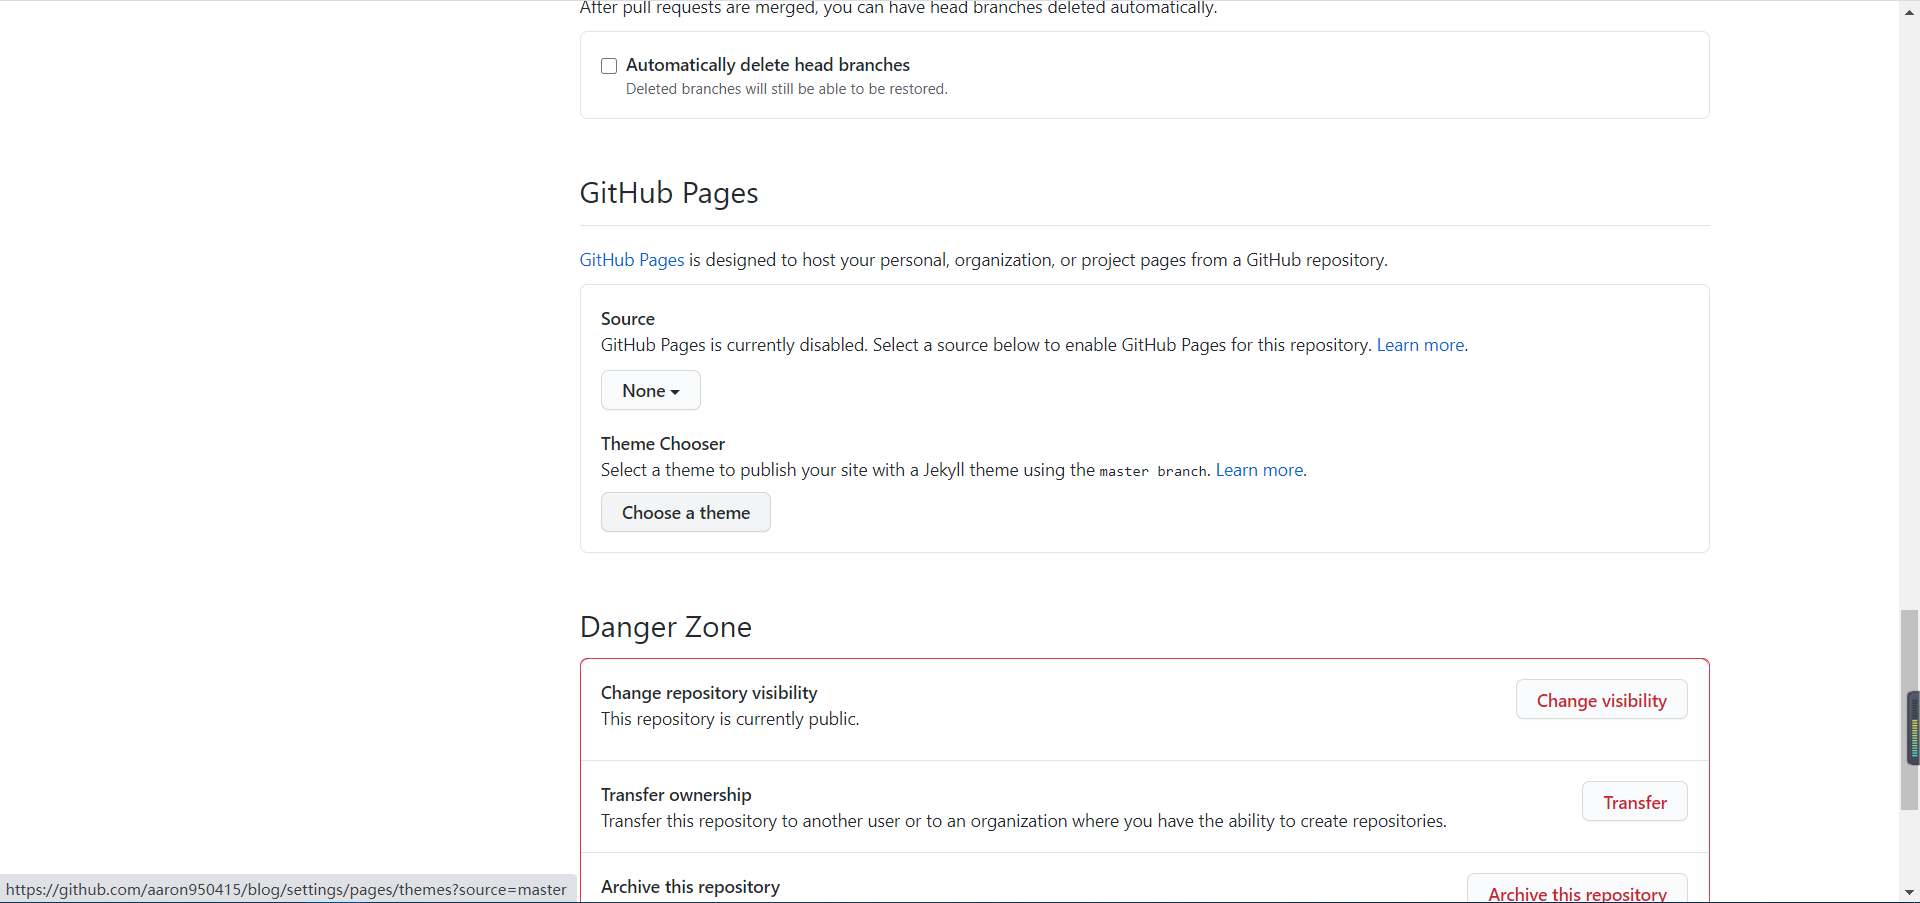 After pull requests are merged, you can have head branches deleted automatically.
Automatically delete head branches
Deleted branches will still be able to be restored.
GitHub Pages
GitHub Pages is designed to host your personal, organization, or project pages from a GitHub repository.
Source
GitHub Pages is currently disabled. Select a source below to enable GitHub Pages for this repository. Learn more.
None
Theme Chooser
Select a theme to publish your site with a Jekyll theme using the master branch. Learn more.
Choose a theme
Danger Zone
Change repository visibility
This repository is currently public.
Change visibility
Transfer ownership
Transfer this repository to another user or to an organization where you have the ability to create repositories.
Transfer
Archive this repository
Archive this repository
https://github.com/aaron950415/blog/settings/pages/themes?source=master